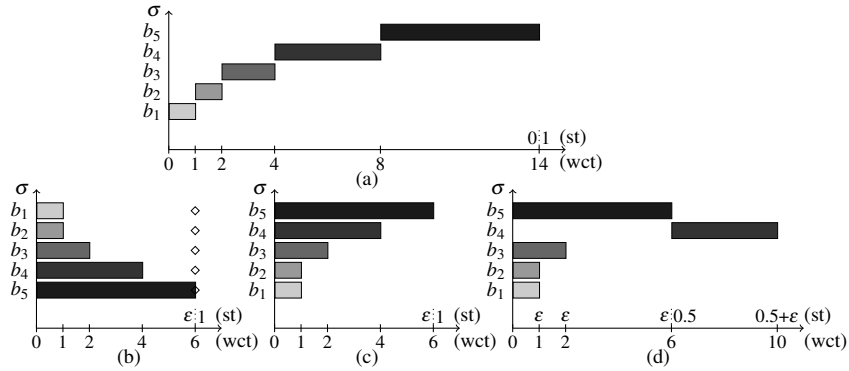 σ
b5
b4
b3
b2
b1
0 1 (st)
0 1 2 4 8 14 (wct)
(a)
σ σ σ
b1 b5 b5
b2 b4 b4
b3 b3 b3
b4 b2 b2
b5 b1 b1
ε 1 (st) ε 1 (st) ε ε ε 0.5 0.5+ε (st)
0 1 2 4 6 (wct) 0 1 2 4 6 (wct) 0 1 2 6 10 (wct)
(b) (c) (d)